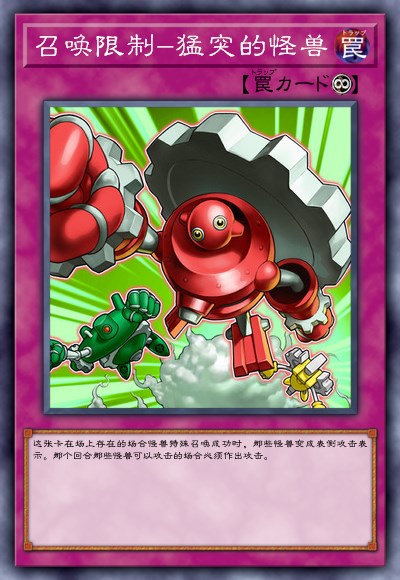 召唤限制-猛突的怪兽 罠
トラップ
【罠カード♾】
トラップ
这张卡在场上存在的场合怪兽特殊召唤成功时，那些怪兽变成表侧攻击表
示。那个回合那些怪兽可以攻击的场合必须作出攻击。